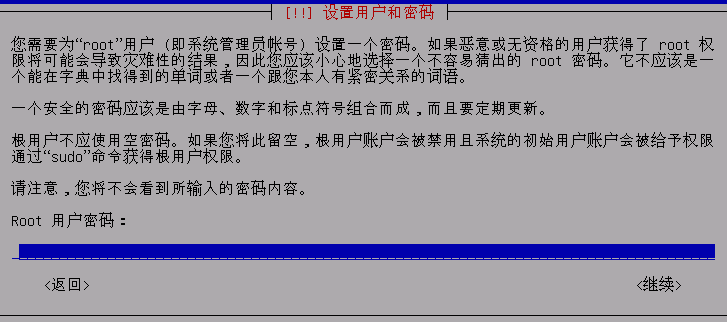 [!!] 设置用户和密码
您需要为“root”用户 (即系统管理员帐号) 设置一个密码。如果恶意或无资格的用户获得了 root 权
限将可能会导致灾难性的结果，因此您应该小心地选择一个不容易猜出的 root 密码。它不应该是一
个能在字典中找得到的单词或者一个跟您本人有紧密关系的词语。
一个安全的密码应该是由字母、数字和标点符号组合而成，而且要定期更新。
根用户不应使用空密码。如果您将此留空，根用户账户会被禁用且系统的初始用户账户会被给予权限
通过“sudo”命令获得根用户权限。
请注意，您将不会看到所输入的密码内容。
Root 用户密码：
<返回> <继续>